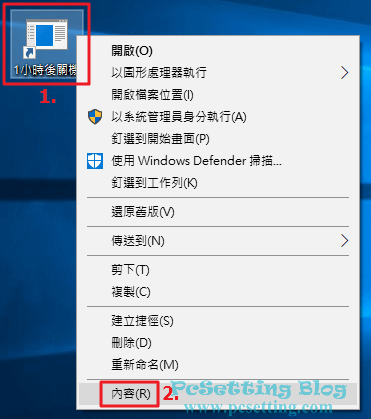 1小時後關機
1.
開啟(O)
以圖形處理器執行
開啟檔案位置(I)
以系統管理員身分執行(A)
釘選到開始畫面(P)
使用 Windows Defender 掃描...
釘選到工作列(K)
還原舊版(V)
傳送到(N)
剪下(T)
複製(C)
建立捷徑(S)
刪除(D)
重新命名(M)
內容(R)
2.
PcSetting Blog
www.pcsetting.com